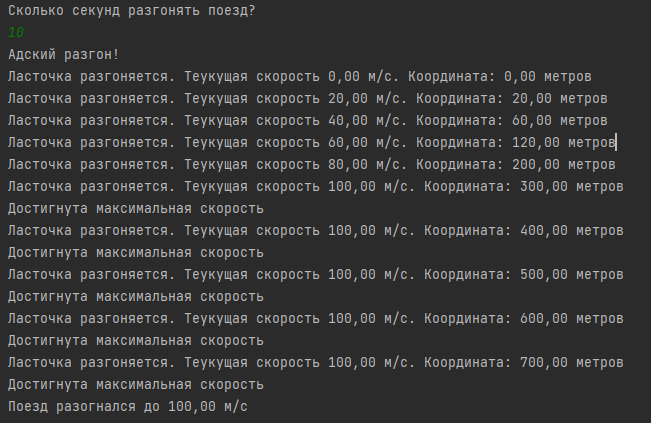 Сколько секунд разгонять поезд?
10
Адский разгон!
Ласточка разгоняется. Теукущая скорость 0,00 м/с. Координата: 0,00 метров
Ласточка разгоняется. Теукущая скорость 20,00 м/с. Координата: 20,00 метров
Ласточка разгоняется. Теукущая скорость 40,00 м/с. Координата: 60,00 метров
Ласточка разгоняется. Теукущая скорость 60,00 м/с. Координата: 120,00 метров
Ласточка разгоняется. Теукущая скорость 80,00 м/с. Координата: 200,00 метров
Ласточка разгоняется. Теукущая скорость 100,00 м/с. Координата: 300,00 метров
Достигнута максимальная скорость
Ласточка разгоняется. Теукущая скорость 100,00 м/с. Координата: 400,00 метров
Достигнута максимальная скорость
Ласточка разгоняется. Теукущая скорость 100,00 м/с. Координата: 500,00 метров
Достигнута максимальная скорость
Ласточка разгоняется. Теукущая скорость 100,00 м/с. Координата: 600,00 метров
Достигнута максимальная скорость
Ласточка разгоняется. Теукущая скорость 100,00 м/с. Координата: 700,00 метров
Достигнута максимальная скорость
Поезд разогнался до 100,00 м/с